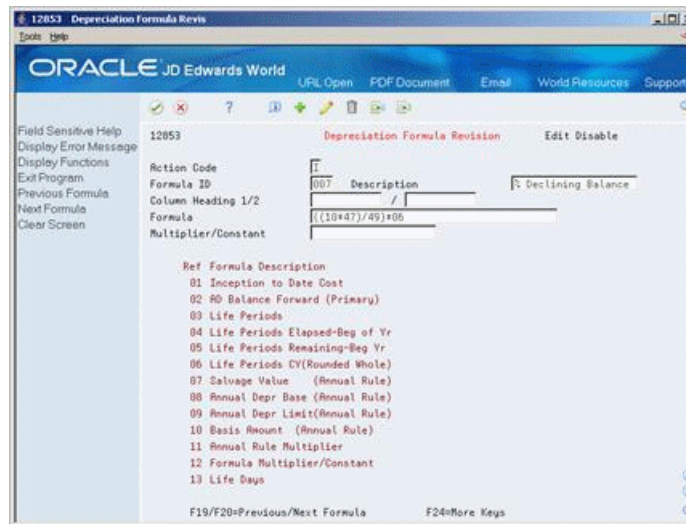 12853 Depreciation Formula Revis
Tools Help
ORACLE JD Edwards World
URL Open PDF Document Email World Resources Support
Field Sensitive Help
Display Error Message
Display Functions
Exit Program
Previous Formula
Next Formula
Clear Screen
12853 Depreciation Formula Revision Edit Disable
Action Code I
Formula ID 007 Description % Declining Balance
Column Heading 1/2 /
Formula ((10*47)/49)*06
Multiplier/Constant
Ref Formula Description
01 Inception to Date Cost
02 AD Balance Forward (Primary)
03 Life Periods
04 Life Periods Elapsed-Beg of Yr
05 Life Periods Remaining-Beg Yr
06 Life Periods CY(Rounded Whole)
07 Salvage Value (Annual Rule)
08 Annual Depr Base (Annual Rule)
09 Annual Depr Limit(Annual Rule)
10 Basis Amount (Annual Rule)
11 Annual Rule Multiplier
12 Formula Multiplier/Constant
13 Life Days
F19/F20=Previous/Next Formula F24=More Keys